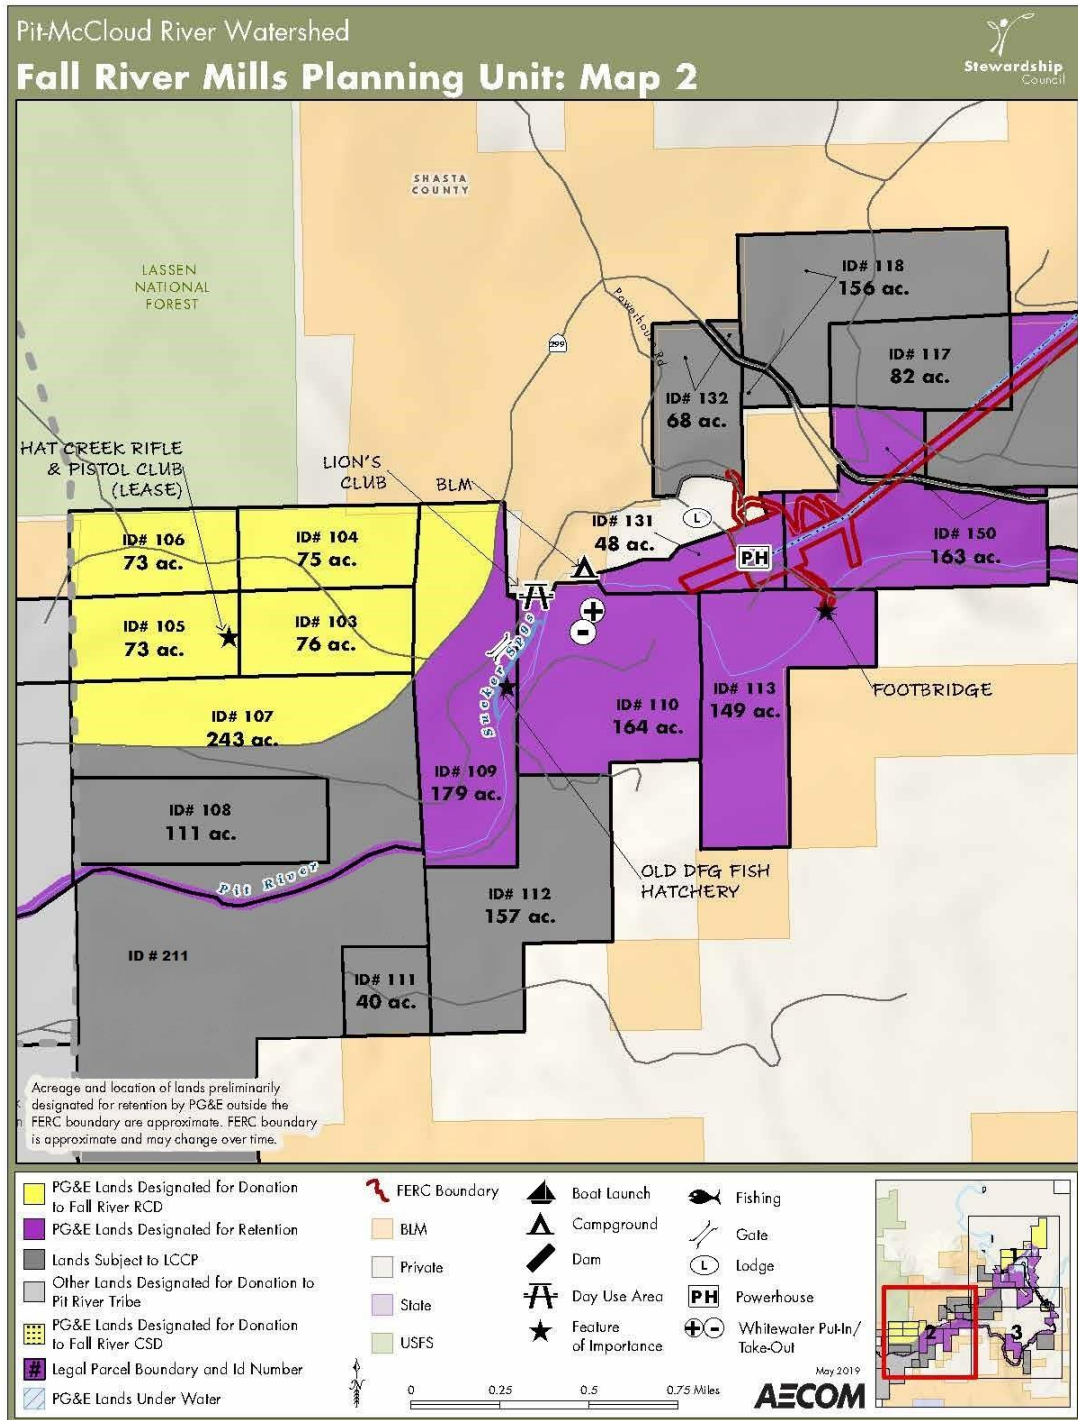 Pit-McCloud River Watershed
Fall River Mills Planning Unit: Map 2
Stewardship
Council
SHASTA
COUNTY
LASSEN
NATIONAL
FOREST
299
Powerhouse Rd
ID# 118
156 ac.
ID# 117
82 ac.
ID# 132
68 ac.
HAT CREEK RIFLE
& PISTOL CLUB
(LEASE)
LION'S
CLUB
BLM
ID# 131
48 ac.
L
PH
ID# 150
163 ac.
ID# 106
73 ac.
ID# 104
75 ac.
ID# 105
73 ac.
ID# 103
76 ac.
Sucker Spgs
+
-
FOOTBRIDGE
ID# 107
243 ac.
ID# 110
164 ac.
ID# 113
149 ac.
ID# 109
179 ac.
ID# 108
111 ac.
Pit River
OLD DFG FISH
HATCHERY
ID# 112
157 ac.
ID # 211
ID# 111
40 ac.
Acreage and location of lands preliminarily
designated for retention by PG&E outside the
FERC boundary are approximate. FERC boundary
is approximate and may change over time.
PG&E Lands Designated for Donation
to Fall River RCD
PG&E Lands Designated for Retention
Lands Subject to LCCP
Other Lands Designated for Donation to
Pit River Tribe
PG&E Lands Designated for Donation
to Fall River CSD
# Legal Parcel Boundary and Id Number
PG&E Lands Under Water
FERC Boundary
BLM
Private
State
USFS
N
Boat Launch
Campground
Dam
Day Use Area
Feature
of Importance
Fishing
Gate
L Lodge
PH Powerhouse
+ - Whitewater Put-In/
Take-Out
0 0.25 0.5 0.75 Miles
May 2019
AECOM
1
2
3